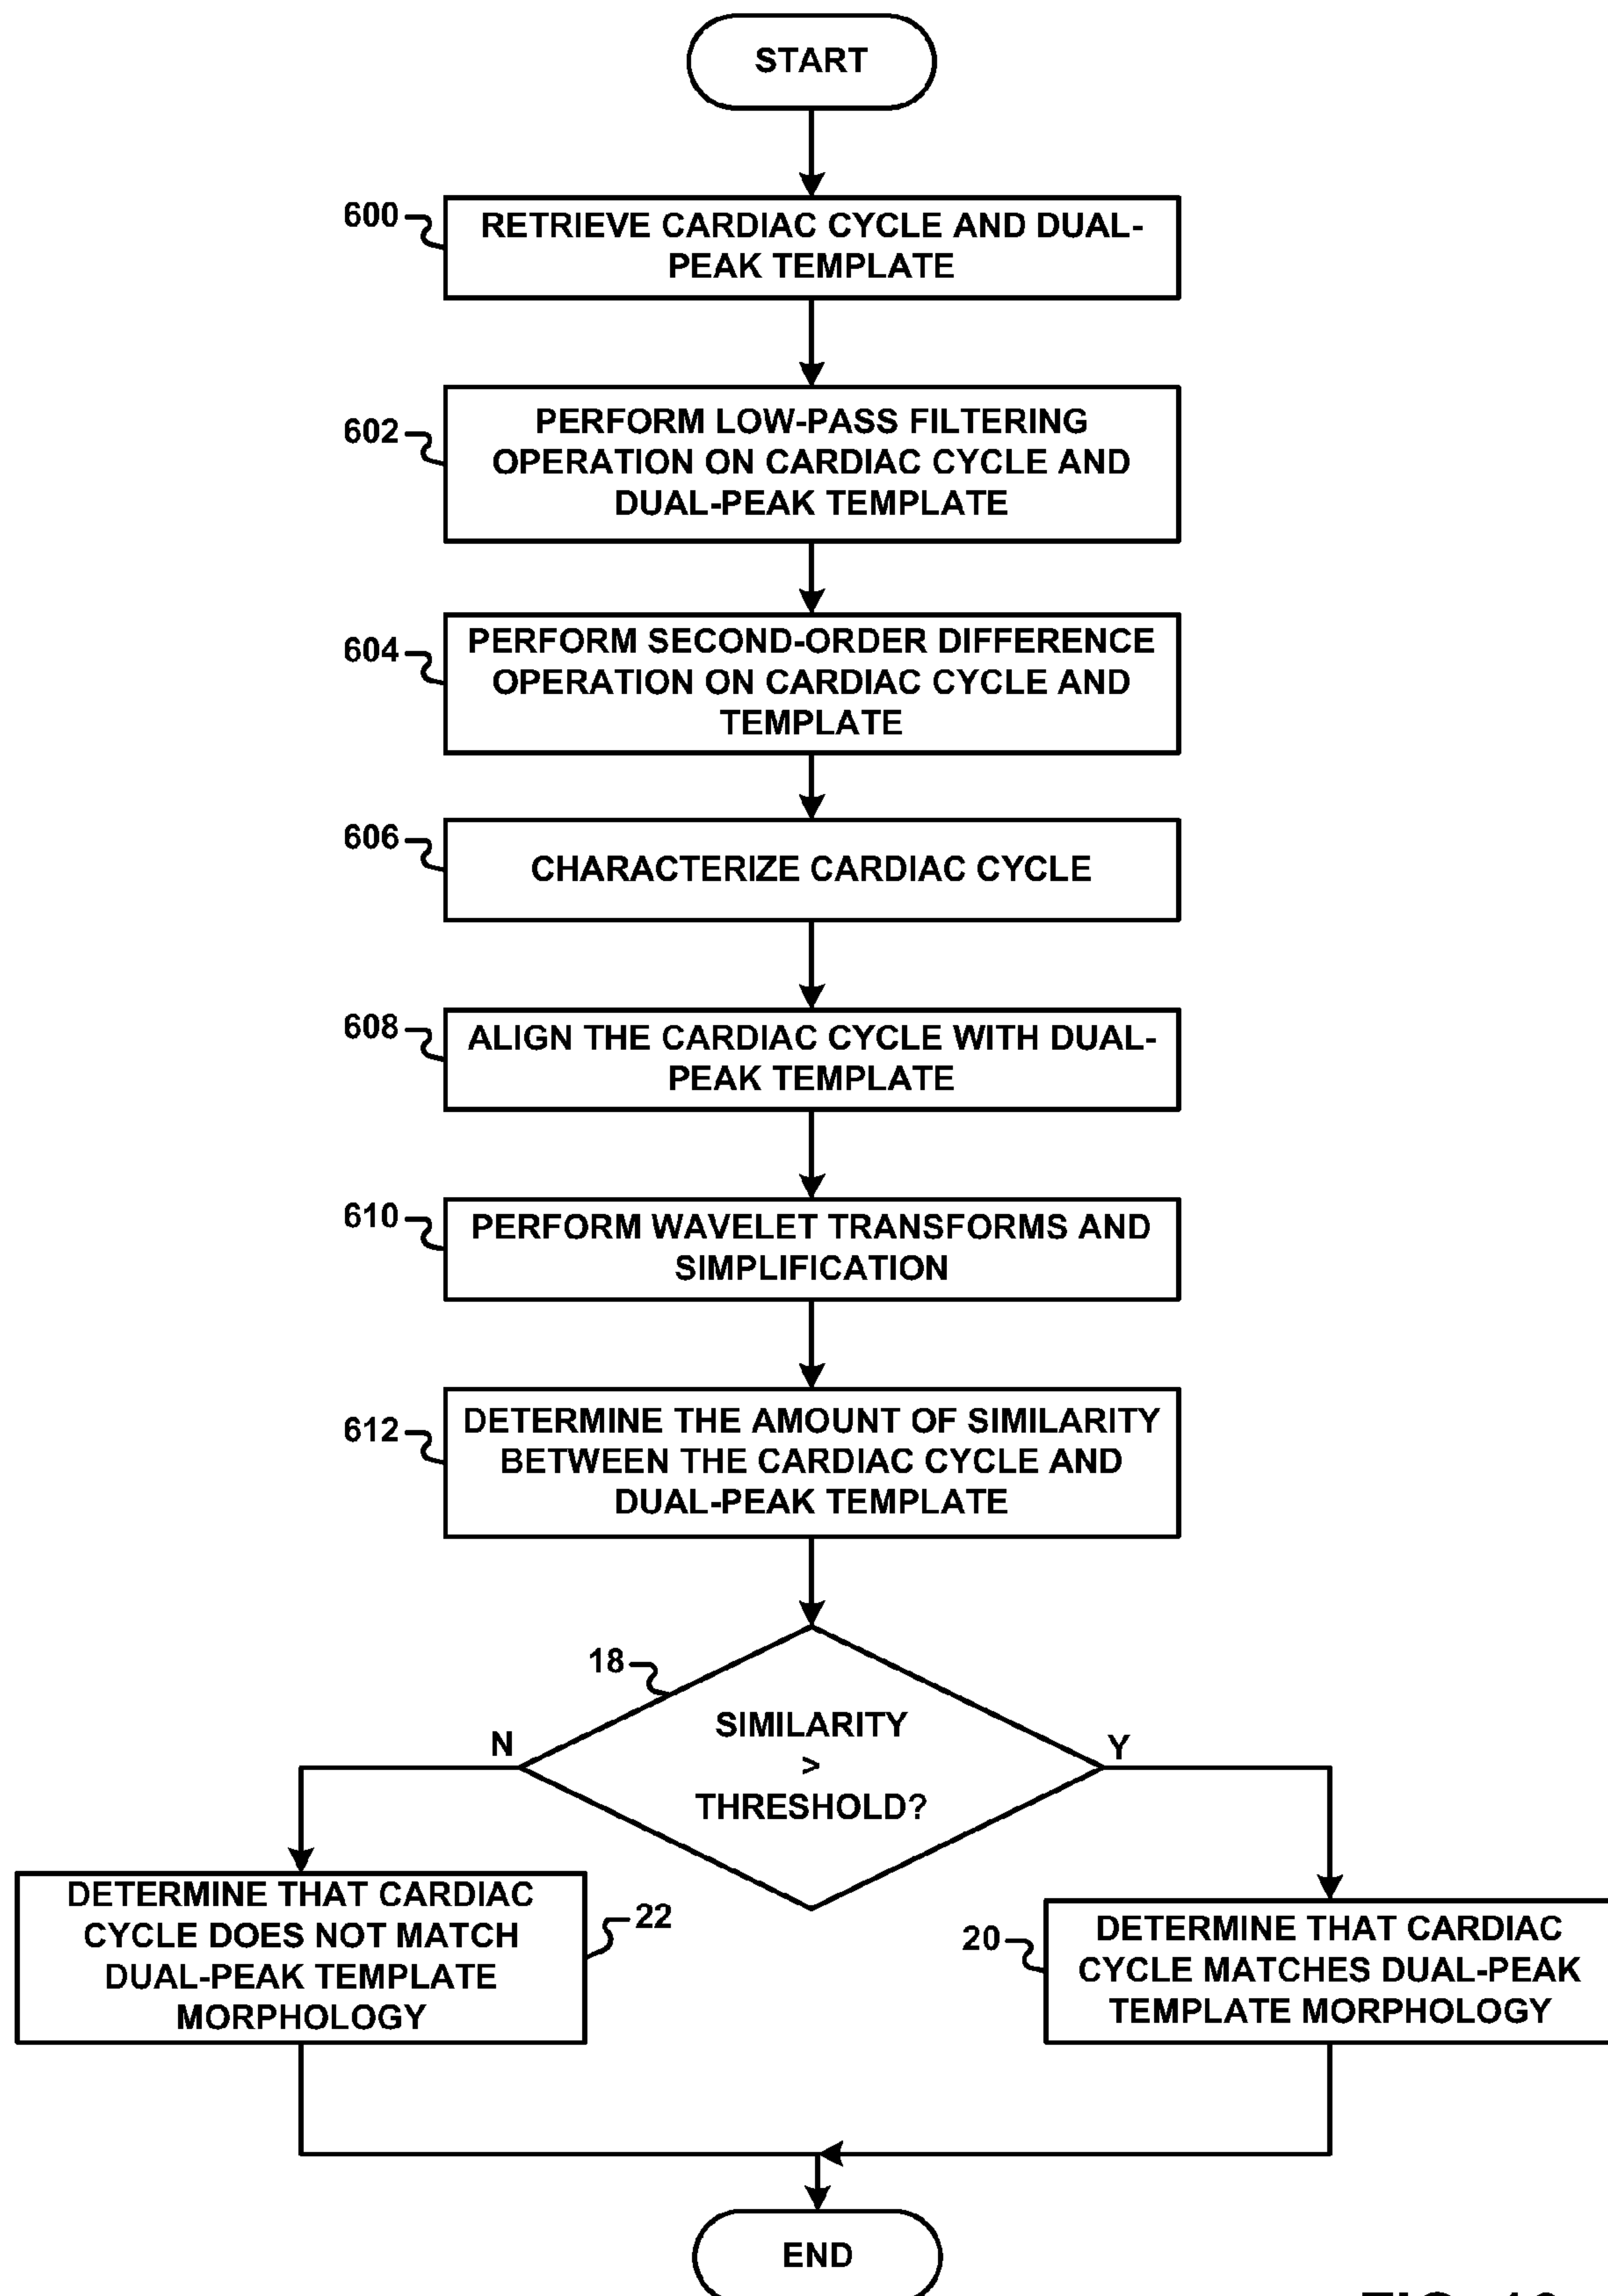 START
600
RETRIEVE CARDIAC CYCLE AND DUAL-
PEAK TEMPLATE
602
PERFORM LOW-PASS FILTERING
OPERATION ON CARDIAC CYCLE AND
DUAL-PEAK TEMPLATE
604
PERFORM SECOND-ORDER DIFFERENCE
OPERATION ON CARDIAC CYCLE AND
TEMPLATE
606
CHARACTERIZE CARDIAC CYCLE
608
ALIGN THE CARDIAC CYCLE WITH DUAL-
PEAK TEMPLATE
610
PERFORM WAVELET TRANSFORMS AND
SIMPLIFICATION
612
DETERMINE THE AMOUNT OF SIMILARITY
BETWEEN THE CARDIAC CYCLE AND
DUAL-PEAK TEMPLATE
18
SIMILARITY
>
THRESHOLD?
N
Y
DETERMINE THAT CARDIAC
CYCLE DOES NOT MATCH
DUAL-PEAK TEMPLATE
MORPHOLOGY
22
20
DETERMINE THAT CARDIAC
CYCLE MATCHES DUAL-PEAK
TEMPLATE MORPHOLOGY
END